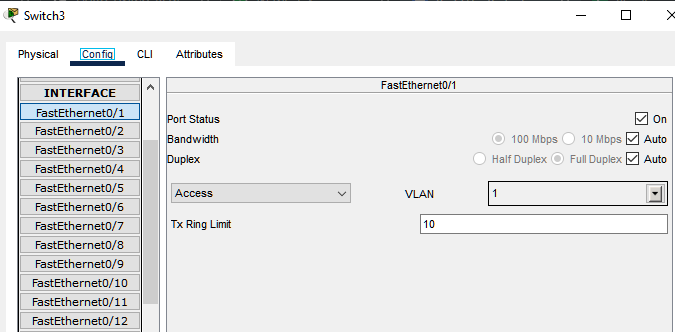 Switch3
Physical Config CLI Attributes
INTERFACE
FastEthernet0/1
FastEthernet0/2
FastEthernet0/3
FastEthernet0/4
FastEthernet0/5
FastEthernet0/6
FastEthernet0/7
FastEthernet0/8
FastEthernet0/9
FastEthernet0/10
FastEthernet0/11
FastEthernet0/12
FastEthernet0/1
Port Status On
Bandwidth 100 Mbps 10 Mbps Auto
Duplex Half Duplex Full Duplex Auto
Access VLAN 1
Tx Ring Limit 10